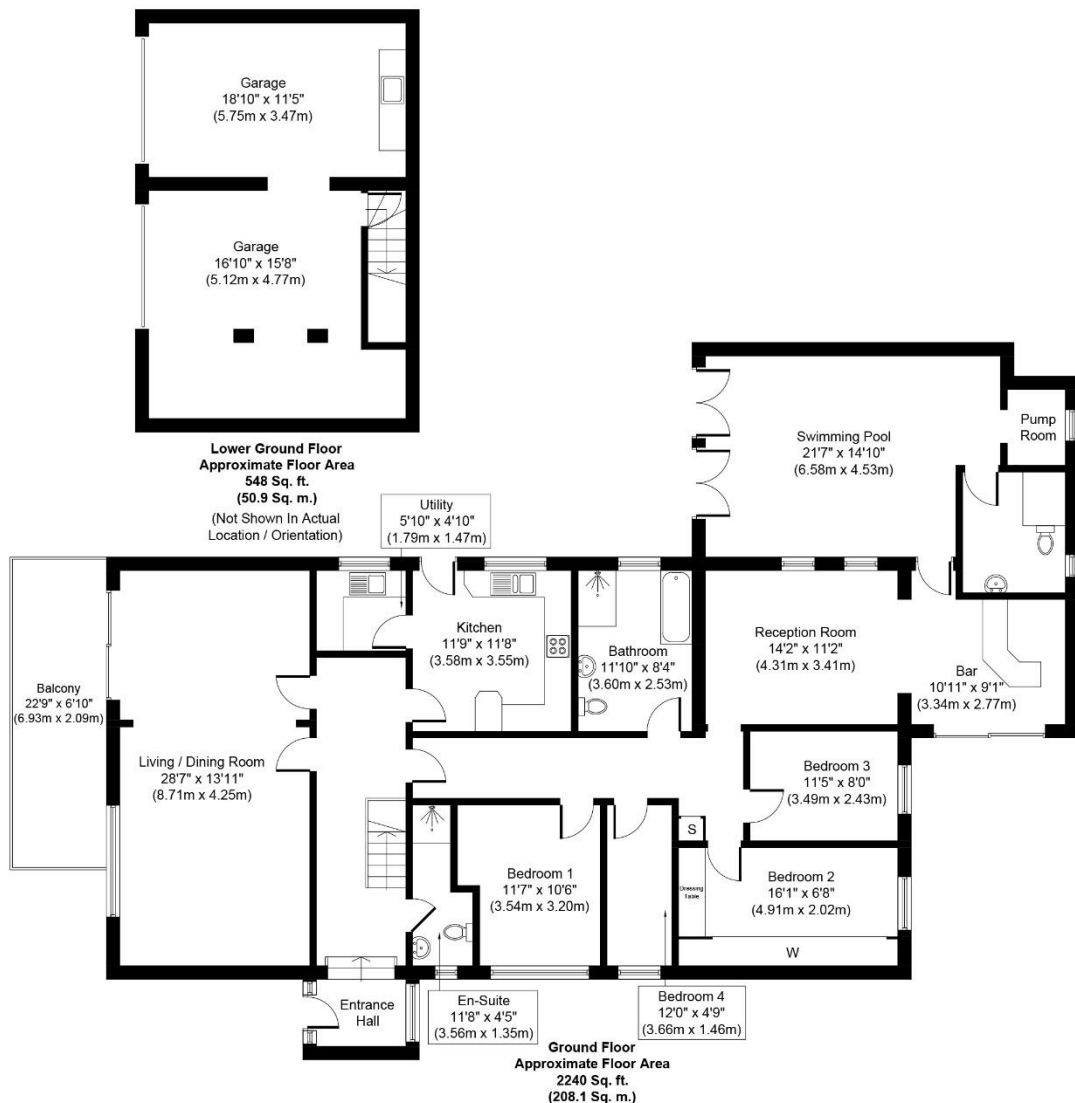 Garage
18'10" x 11'5"
(5.75m x 3.47m)
Garage
16'10" x 15'8"
(5.12m x 4.77m)
Lower Ground Floor
Approximate Floor Area
548 Sq. ft.
(50.9 Sq. m.)
(Not Shown In Actual
Location / Orientation)
Utility
5'10" x 4'10"
(1.79m x 1.47m)
Swimming Pool
21'7" x 14'10"
(6.58m x 4.53m)
Pump
Room
Balcony
22'9" x 6'10"
(6.93m x 2.09m)
Living / Dining Room
28'7" x 13'11"
(8.71m x 4.25m)
Kitchen
11'9" x 11'8"
(3.58m x 3.55m)
Bathroom
11'10" x 8'4"
(3.60m x 2.53m)
Reception Room
14'2" x 11'2"
(4.31m x 3.41m)
Bar
10'11" x 9'1"
(3.34m x 2.77m)
Bedroom 3
11'5" x 8'0"
(3.49m x 2.43m)
S
Bedroom 1
11'7" x 10'6"
(3.54m x 3.20m)
Dressing
Table
Bedroom 2
16'1" x 6'8"
(4.91m x 2.02m)
W
Entrance
Hall
En-Suite
11'8" x 4'5"
(3.56m x 1.35m)
Bedroom 4
12'0" x 4'9"
(3.66m x 1.46m)
Ground Floor
Approximate Floor Area
2240 Sq. ft.
(208.1 Sq. m.)